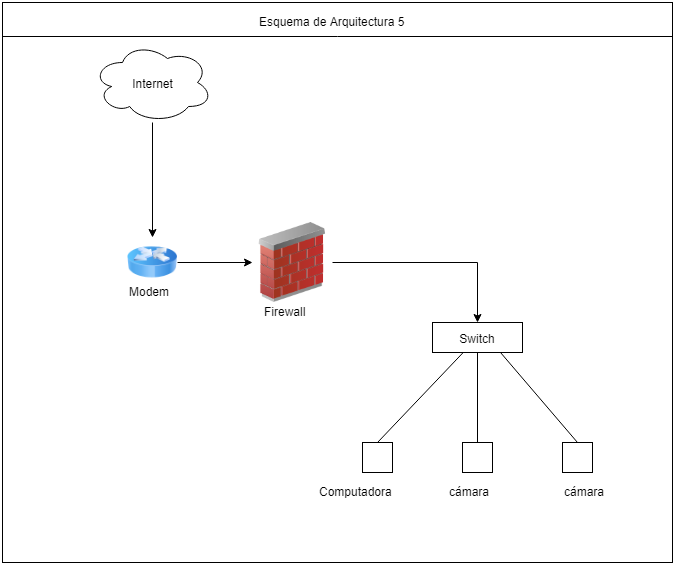 Esquema de Arquitectura 5
Internet
Modem
Firewall
Switch
Computadora
cámara
cámara